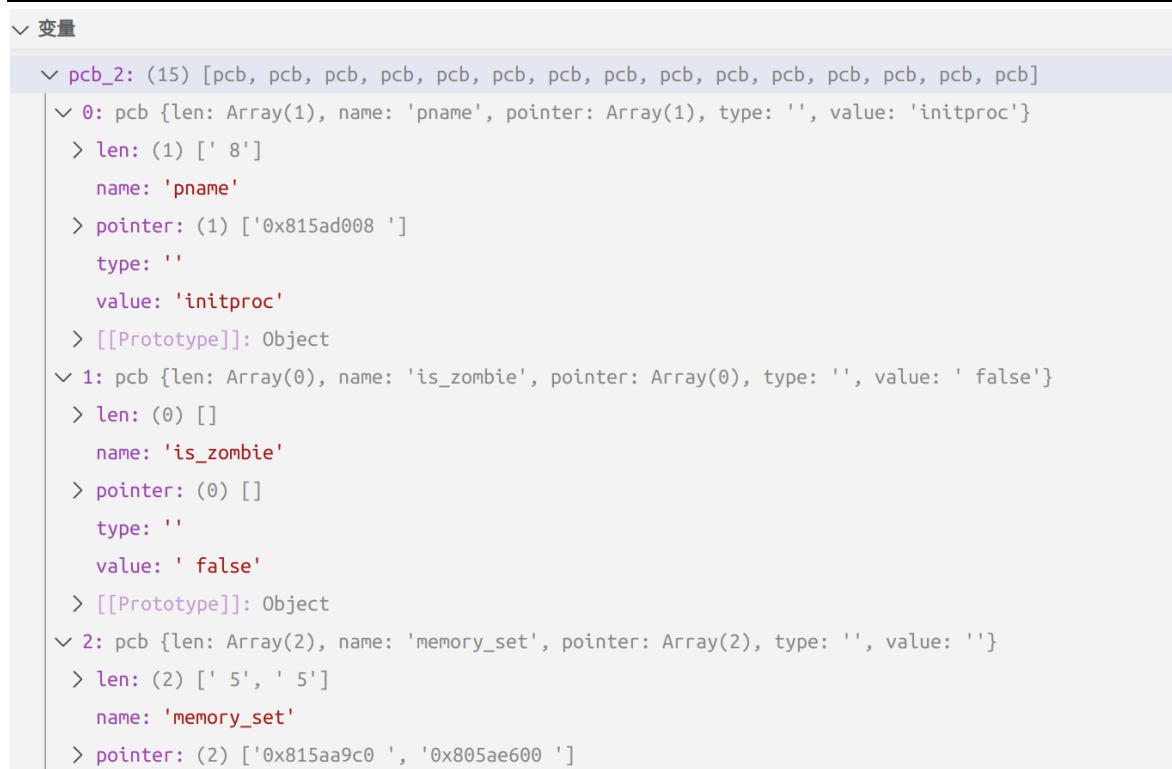 变量
pcb_2: (15) [pcb, pcb, pcb, pcb, pcb, pcb, pcb, pcb, pcb, pcb, pcb, pcb, pcb, pcb, pcb]
0: pcb {len: Array(1), name: 'pname', pointer: Array(1), type: '', value: 'initproc'}
len: (1) [' 8']
name: 'pname'
pointer: (1) ['0x815ad008 ']
type: ''
value: 'initproc'
[[Prototype]]: Object
1: pcb {len: Array(0), name: 'is_zombie', pointer: Array(0), type: '', value: ' false'}
len: (0) []
name: 'is_zombie'
pointer: (0) []
type: ''
value: ' false'
[[Prototype]]: Object
2: pcb {len: Array(2), name: 'memory_set', pointer: Array(2), type: '', value: ''}
len: (2) [' 5', ' 5']
name: 'memory_set'
pointer: (2) ['0x815aa9c0 ', '0x805ae600 ']